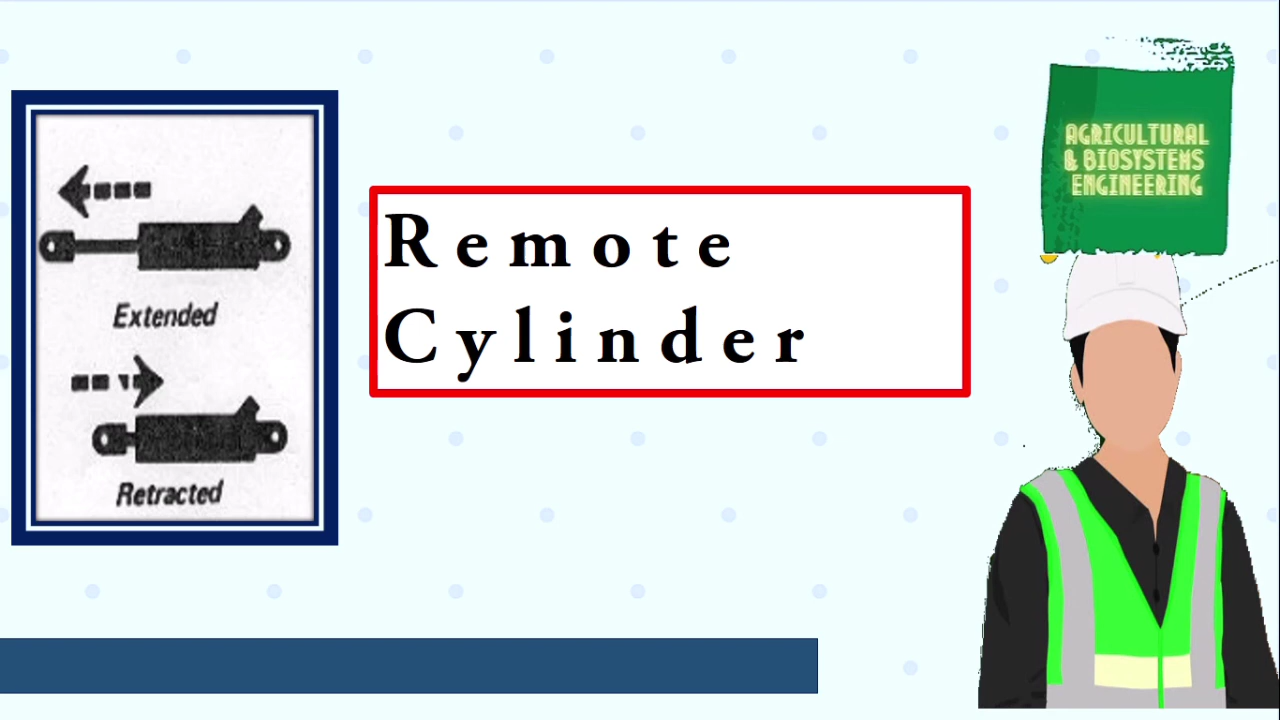 Extended
Retracted
Remote
Cylinder
AGRICULTURAL
& BIOSYSTEMS
ENGINEERING